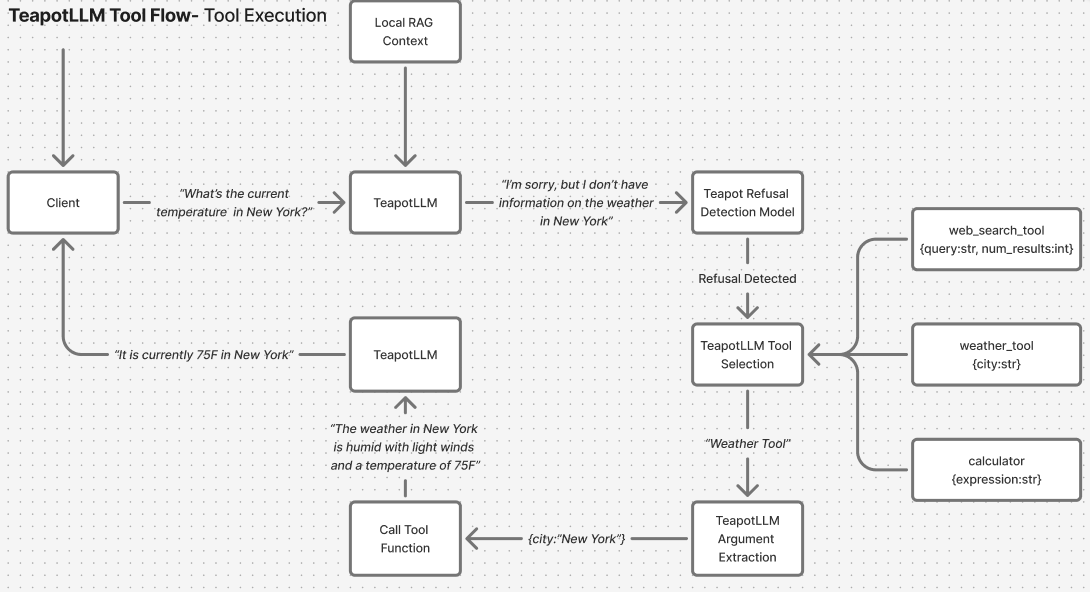 TeapotLLM Tool Flow- Tool Execution
Local RAG
Context
Client
"What's the current
temperature in New York?"
TeapotLLM
"I'm sorry, but I don't have
information on the weather
in New York"
Teapot Refusal
Detection Model
Refusal Detected
web_search_tool
{query:str, num_results:int}
TeapotLLM Tool
Selection
weather_tool
{city:str}
calculator
{expression:str}
"Weather Tool"
TeapotLLM
Argument
Extraction
{city:"New York"}
Call Tool
Function
"The weather in New York
is humid with light winds
and a temperature of 75F"
TeapotLLM
"It is currently 75F in New York"